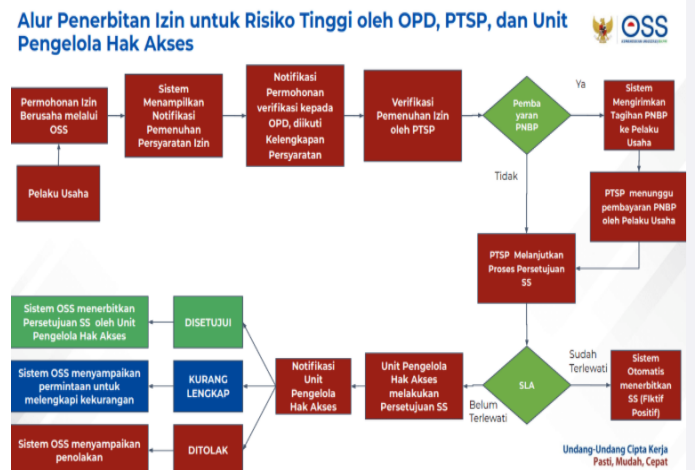 Alur Penerbitan Izin untuk Risiko Tinggi oleh OPD, PTSP, dan Unit
Pengelola Hak Akses
OSS
Permohonan Izin
Berusaha melalui
OSS
Pelaku Usaha
Sistem
Menampilkan
Notifikasi
Pemenuhan
Persyaratan Izin
Notifikasi
Permohonan
verifikasi kepada
OPD, diikuti
Kelengkapan
Persyaratan
Verifikasi
Pemenuhan Izin
oleh PTSP
Pemba
yaran
PNBP
Ya
Sistem
Mengirimkan
Tagihan PNBP
ke Pelaku
Usaha
Tidak
PTSP menunggu
pembayaran PNBP
oleh Pelaku Usaha
PTSP Melanjutkan
Proses Persetujuan
SS
SLA
Sudah
Terlewati
Sistem
Otomatis
menerbitkan
SS (FIktif
Positif)
Belum
Terlewati
Unit Pengelola
Hak Akses
melakukan
Persetujuan SS
Notifikasi
Unit
Pengelola
Hak Akses
DISETUJUI
Sistem OSS menerbitkan
Persetujuan SS oleh Unit
Pengelola Hak Akses
KURANG
LENGKAP
Sistem OSS menyampaikan
permintaan untuk
melengkapi kekurangan
DITOLAK
Sistem OSS menyampaikan
penolakan
Undang-Undang Cipta Kerja
Pasti, Mudah, Cepat